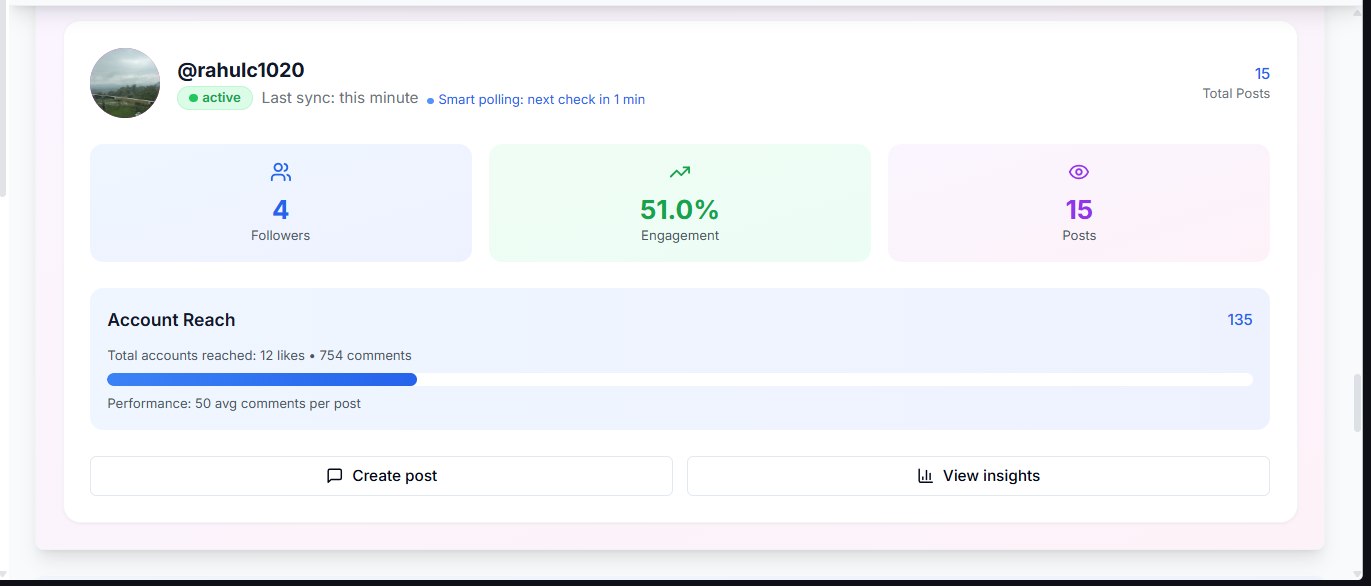 @rahulc1020
active Last sync: this minute Smart polling: next check in 1 min
15
Total Posts
4
Followers
51.0%
Engagement
15
Posts
Account Reach
135
Total accounts reached: 12 likes • 754 comments
Performance: 50 avg comments per post
Create post
View insights